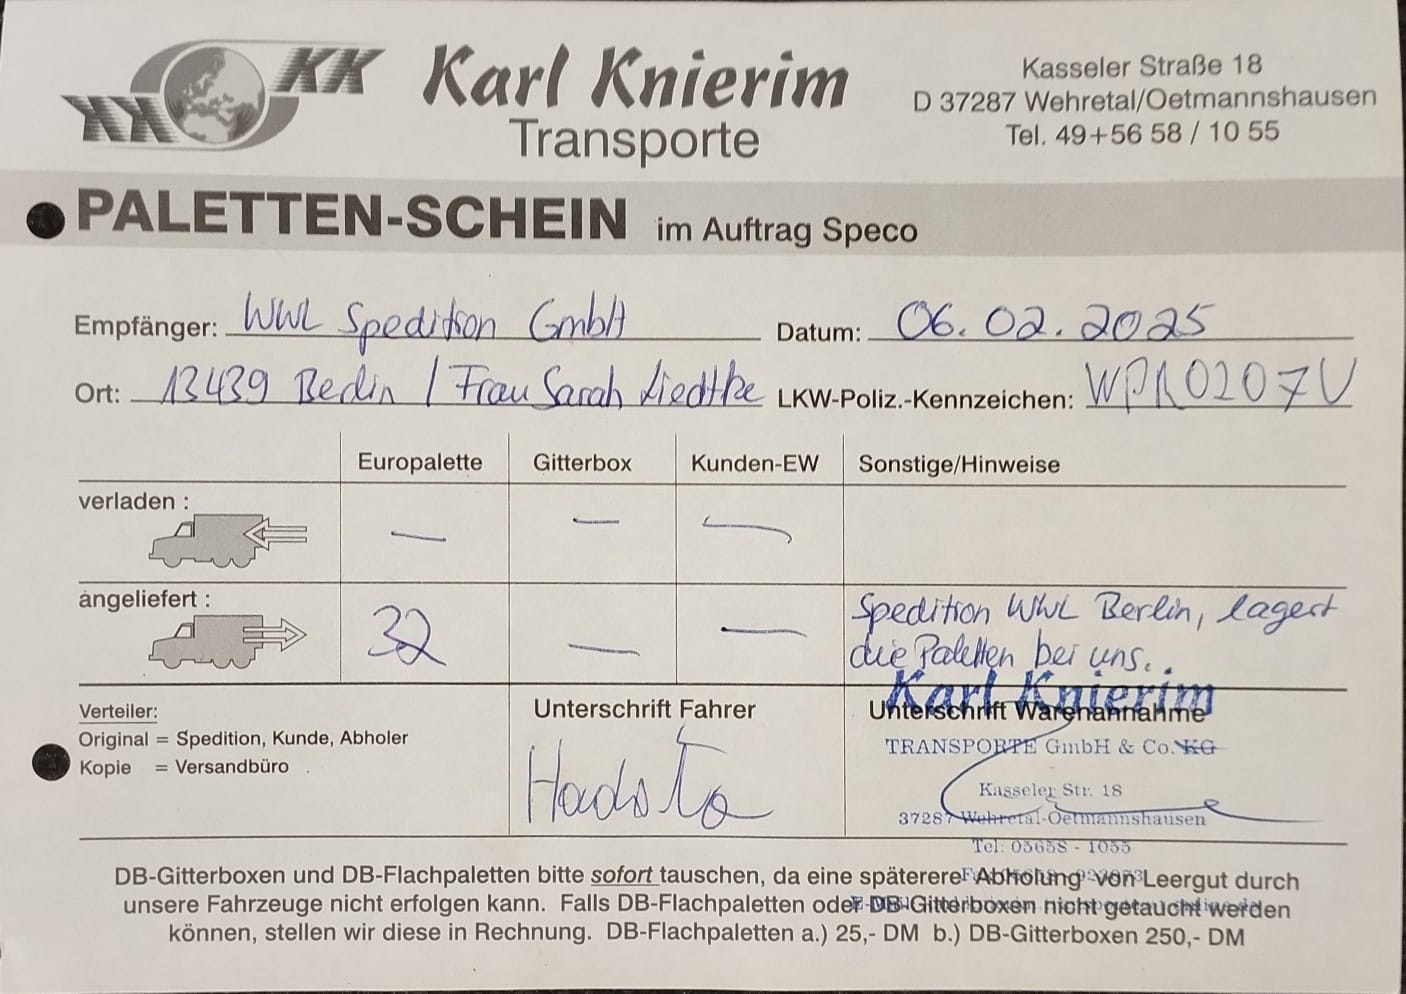 KK KK Karl Knierim
Transporte
Kasseler Straße 18
D 37287 Wehretal/Oetmannshausen
Tel. 49+56 58 / 10 55
PALETTEN-SCHEIN im Auftrag Speco
Empfänger: WWL Spedition GmbH Datum: 06.02.2025
Ort: 13439 Berlin / Frau Sarah Liedtke LKW-Poliz.-Kennzeichen: WPR0207V
Europalette Gitterbox Kunden-EW Sonstige/Hinweise
verladen : — — —
angeliefert : 32 — — Spedition WWL Berlin, lagert
die Paletten bei uns.
Verteiler:
Original = Spedition, Kunde, Abholer
Kopie = Versandbüro
Unterschrift Fahrer
Unterschrift Warenannahme
Karl Knierim
TRANSPORTE GmbH & Co. KG
Kasseler Str. 18
37287 Wehretal-Oetmannshausen
Tel: 05658 - 1055
DB-Gitterboxen und DB-Flachpaletten bitte sofort tauschen, da eine späterere Abholung von Leergut durch
unsere Fahrzeuge nicht erfolgen kann. Falls DB-Flachpaletten oder DB-Gitterboxen nicht getaucht werden
können, stellen wir diese in Rechnung. DB-Flachpaletten a.) 25,- DM b.) DB-Gitterboxen 250,- DM